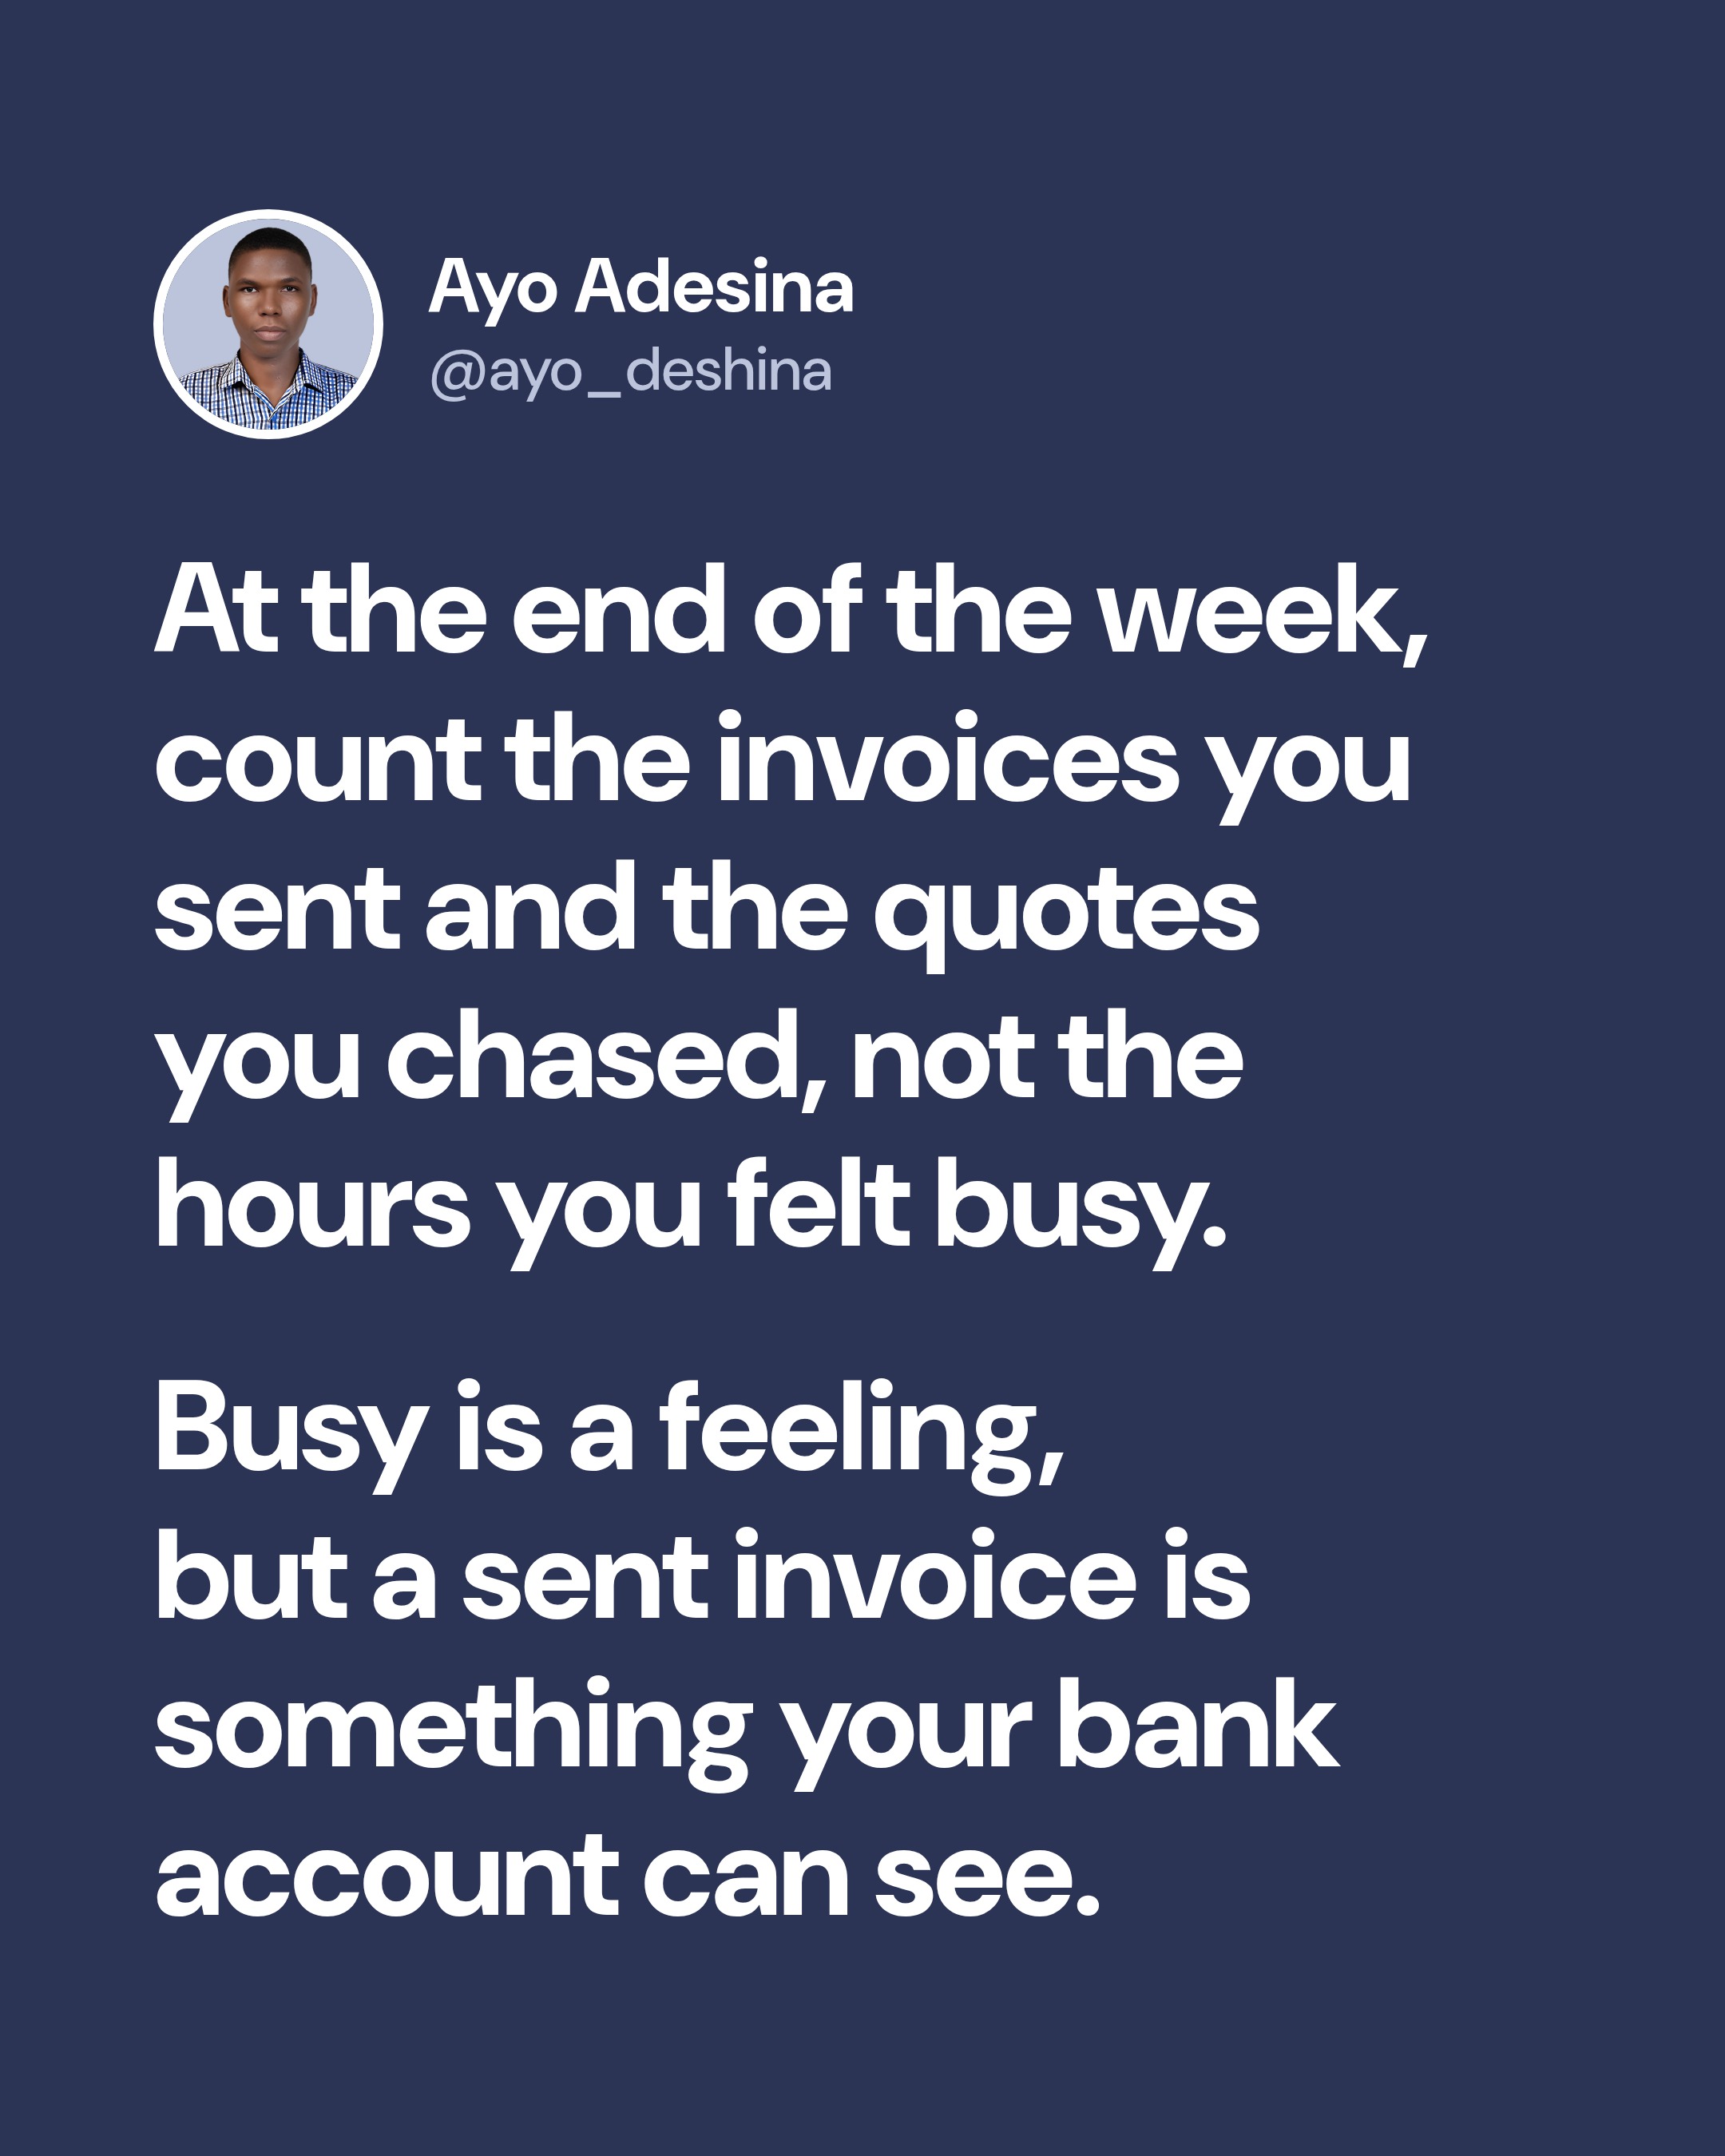 Ayo Adesina
@ayo_deshina
At the end of the week,
count the invoices you
sent and the quotes
you chased, not the
hours you felt busy.
Busy is a feeling,
but a sent invoice is
something your bank
account can see.